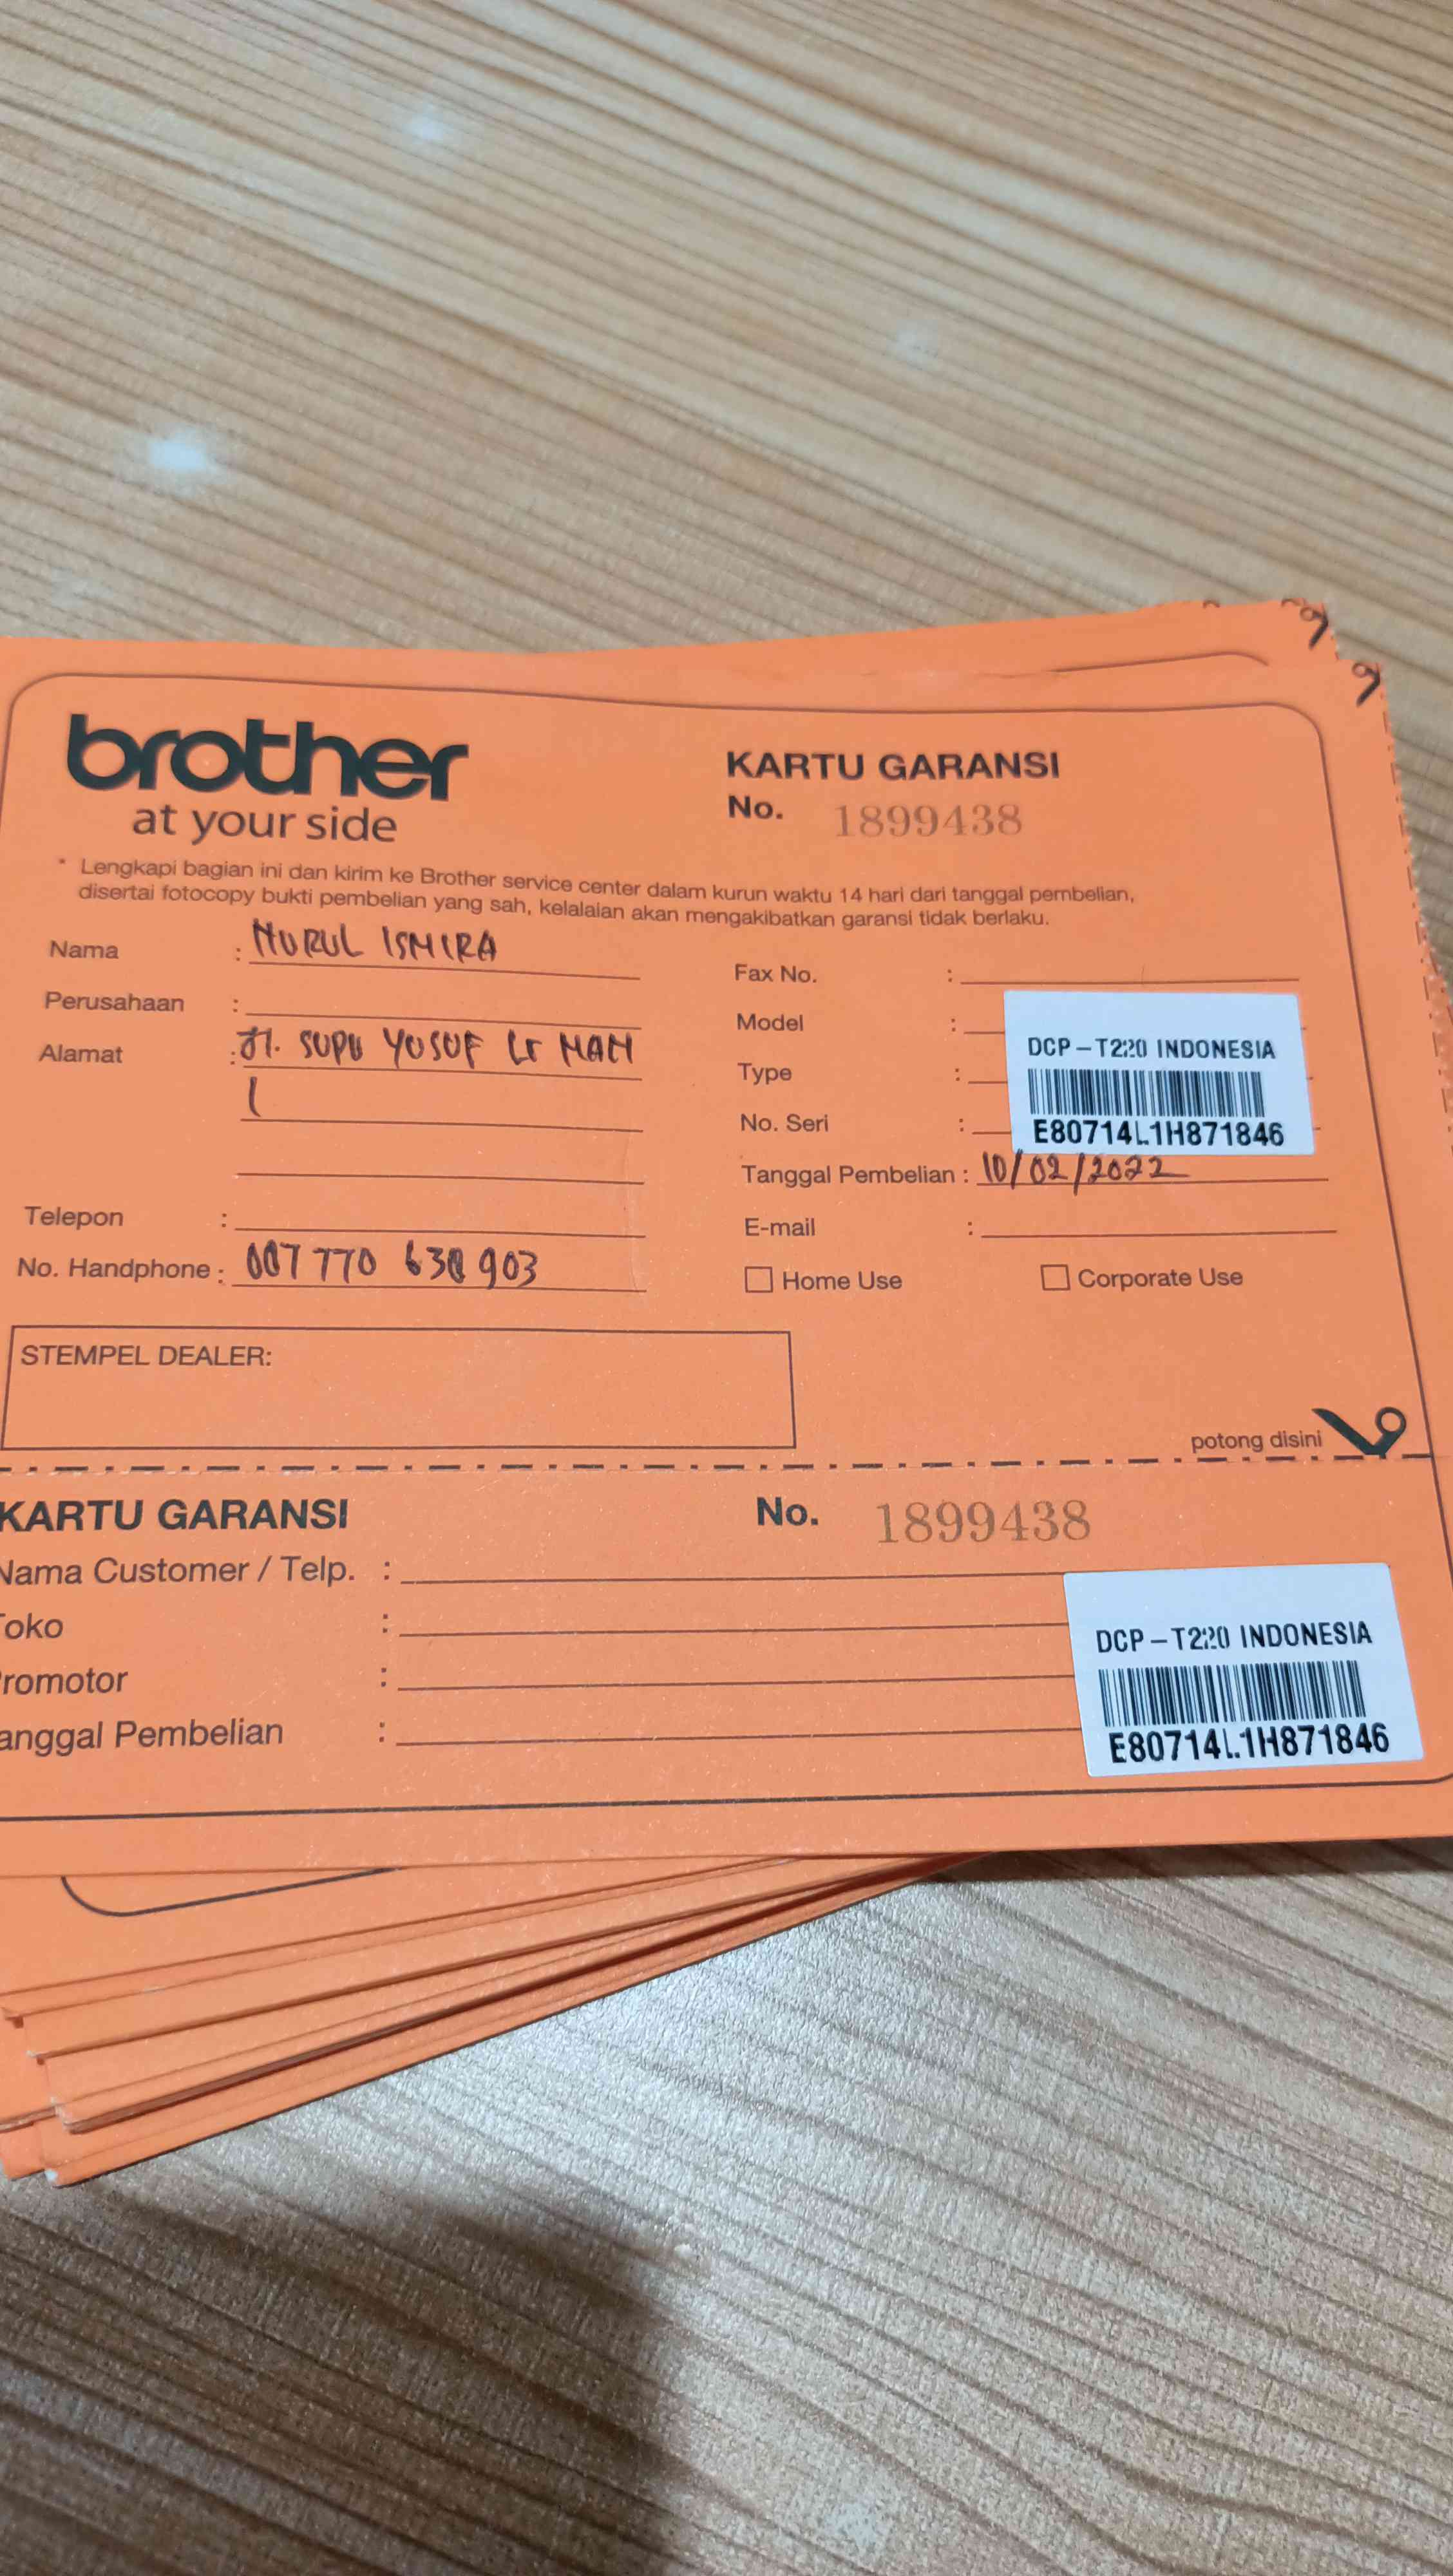 brother
at your side
KARTU GARANSI
No. 1899438
* Lengkapi bagian ini dan kirim ke Brother service center dalam kurun waktu 14 hari dari tanggal pembelian,
disertai fotocopy bukti pembelian yang sah, kelalaian akan mengakibatkan garansi tidak berlaku.
Nama : NURUL ISMIRA
Perusahaan :
Alamat : Jl. SUPU YUSUF
Telepon :
No. Handphone :
Fax No. :
Model :
Type :
No. Seri :
DCP-T220 INDONESIA
E80714L1H871846
Tanggal Pembelian : 10/02/2022
E-mail :
Home Use
Corporate Use
STEMPEL DEALER:
potong disini
KARTU GARANSI
No. 1899438
Nama Customer / Telp. :
Toko :
Promotor :
Tanggal Pembelian :
DCP-T220 INDONESIA
E80714L1H871846